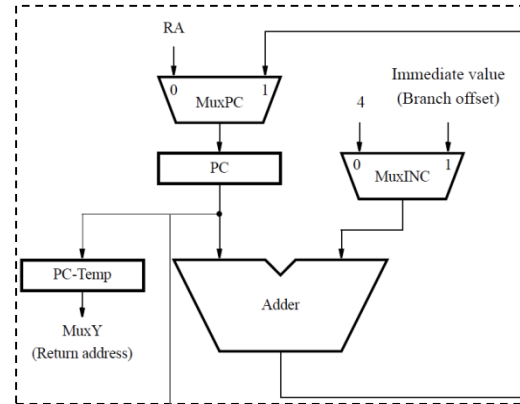 RA
0 MuxPC 1
Immediate value
(Branch offset)
4
PC
0 MuxINC 1
PC-Temp
Adder
MuxY
(Return address)